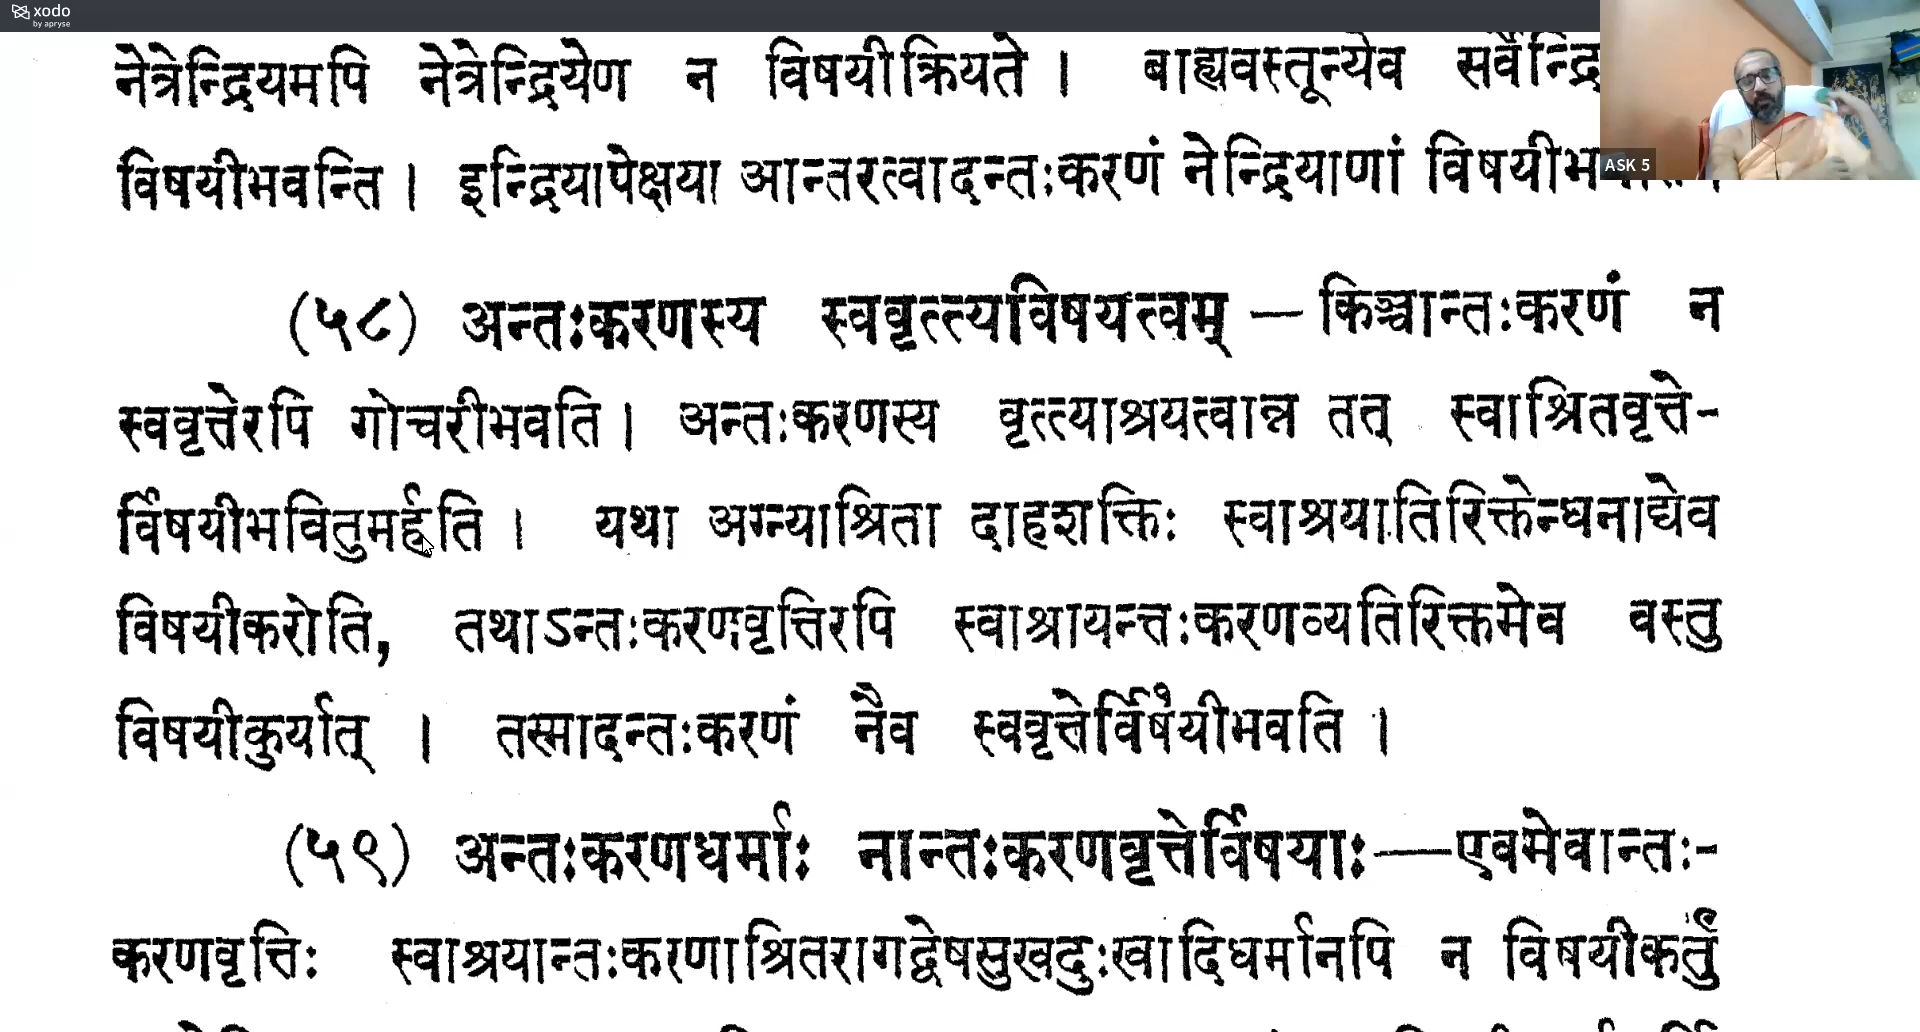 xodo
by apryse
नेत्रेन्द्रियमपि नेत्रेन्द्रियेण न विषयीक्रियते । बाह्यवस्तून्येव
ASK 5
विषयीभवन्ति । इन्द्रियापेक्षया आन्तरत्वादन्तःकरणं नेन्द्रियाणां
(५८) अन्तःकरणस्य स्ववृत्त्यविषयत्वम् — किञ्चान्तःकरणं न
स्ववृत्तेरपि गोचरीभवति । अन्तःकरणस्य वृत्त्याश्रयत्वान्न तत् स्वाश्रितवृत्ते-
र्विषयीभवितुमर्हति । यथा अग्न्याश्रिता दाहशक्तिः स्वाश्रयातिरिक्तेन्धनाद्येव
विषयीकरोति, तथाऽन्तःकरणवृत्तिरपि स्वाश्रायन्तःकरणव्यतिरिक्तमेव वस्तु
विषयीकुर्यात् । तस्मादन्तःकरणं नैव स्ववृत्तेर्विषयीभवति ।
(५९) अन्तःकरणधर्माः नान्तःकरणवृत्तेर्विषयाः—एवमेवान्तः-
करणवृत्तिः स्वाश्रयान्तःकरणाश्रितरागद्वेषसुखदुःखादिधर्मानपि न विषयीकर्तुं